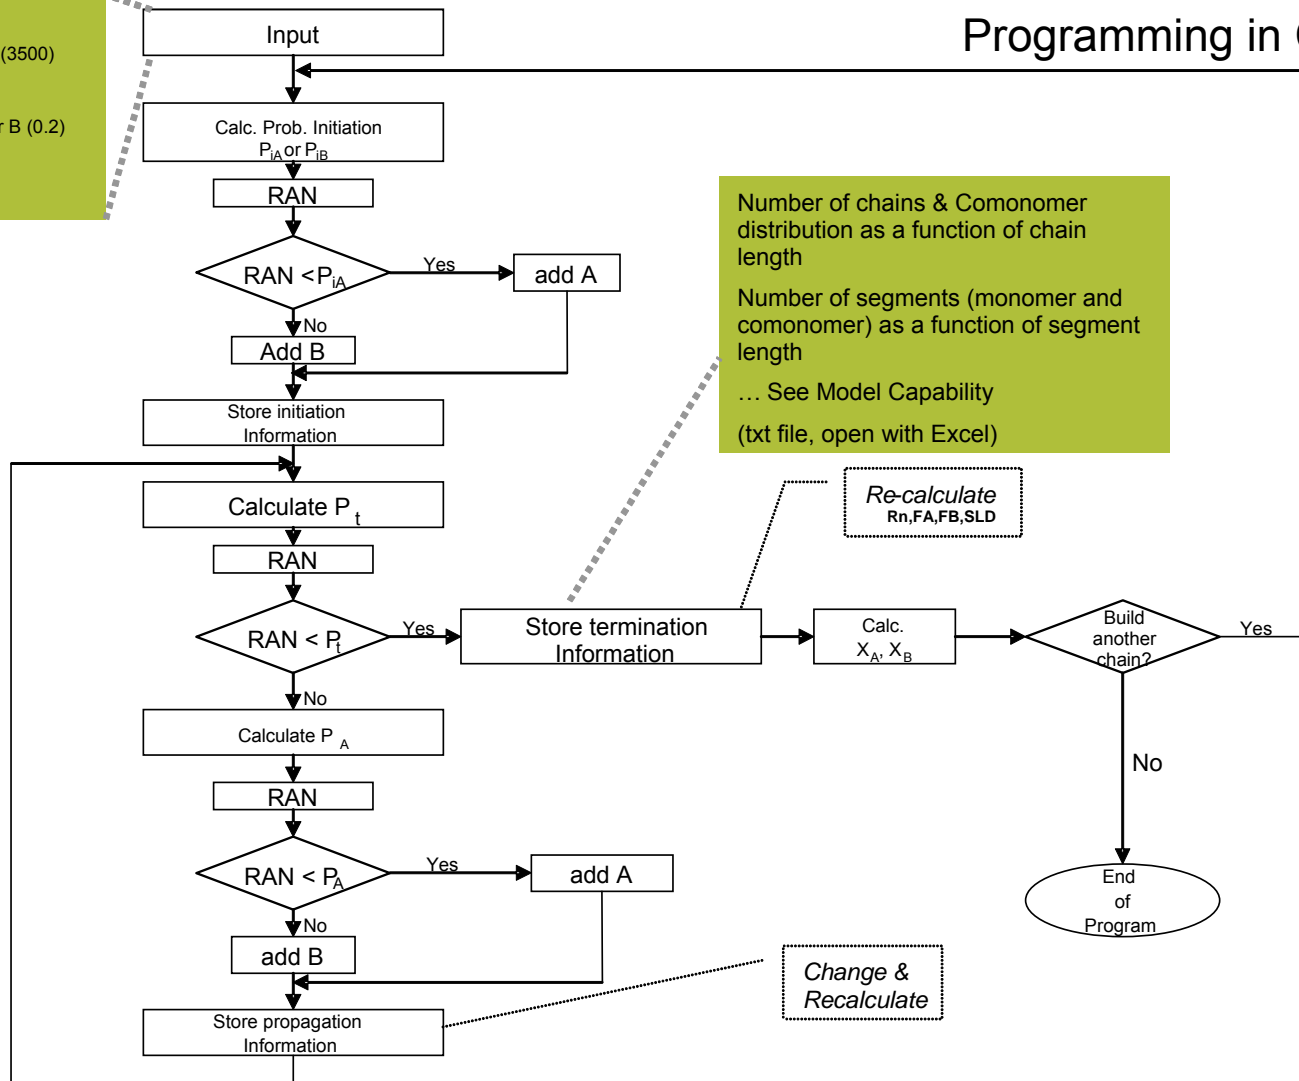 Programming in
(3500)
B (0.2)
Input
Calc. Prob. Initiation
PiA or PiB
RAN
RAN < PiA
Yes
add A
No
Add B
Store initiation
Information
Number of chains & Comonomer
distribution as a function of chain
length
Number of segments (monomer and
comonomer) as a function of segment
length
… See Model Capability
(txt file, open with Excel)
Re-calculate
Rn,FA,FB,SLD
Calculate P t
RAN
RAN < Pt
Yes
Store termination
Information
Calc.
XA, XB
Build
another
chain?
Yes
No
No
Calculate P A
RAN
RAN < PA
Yes
add A
No
add B
End
of
Program
Change &
Recalculate
Store propagation
Information